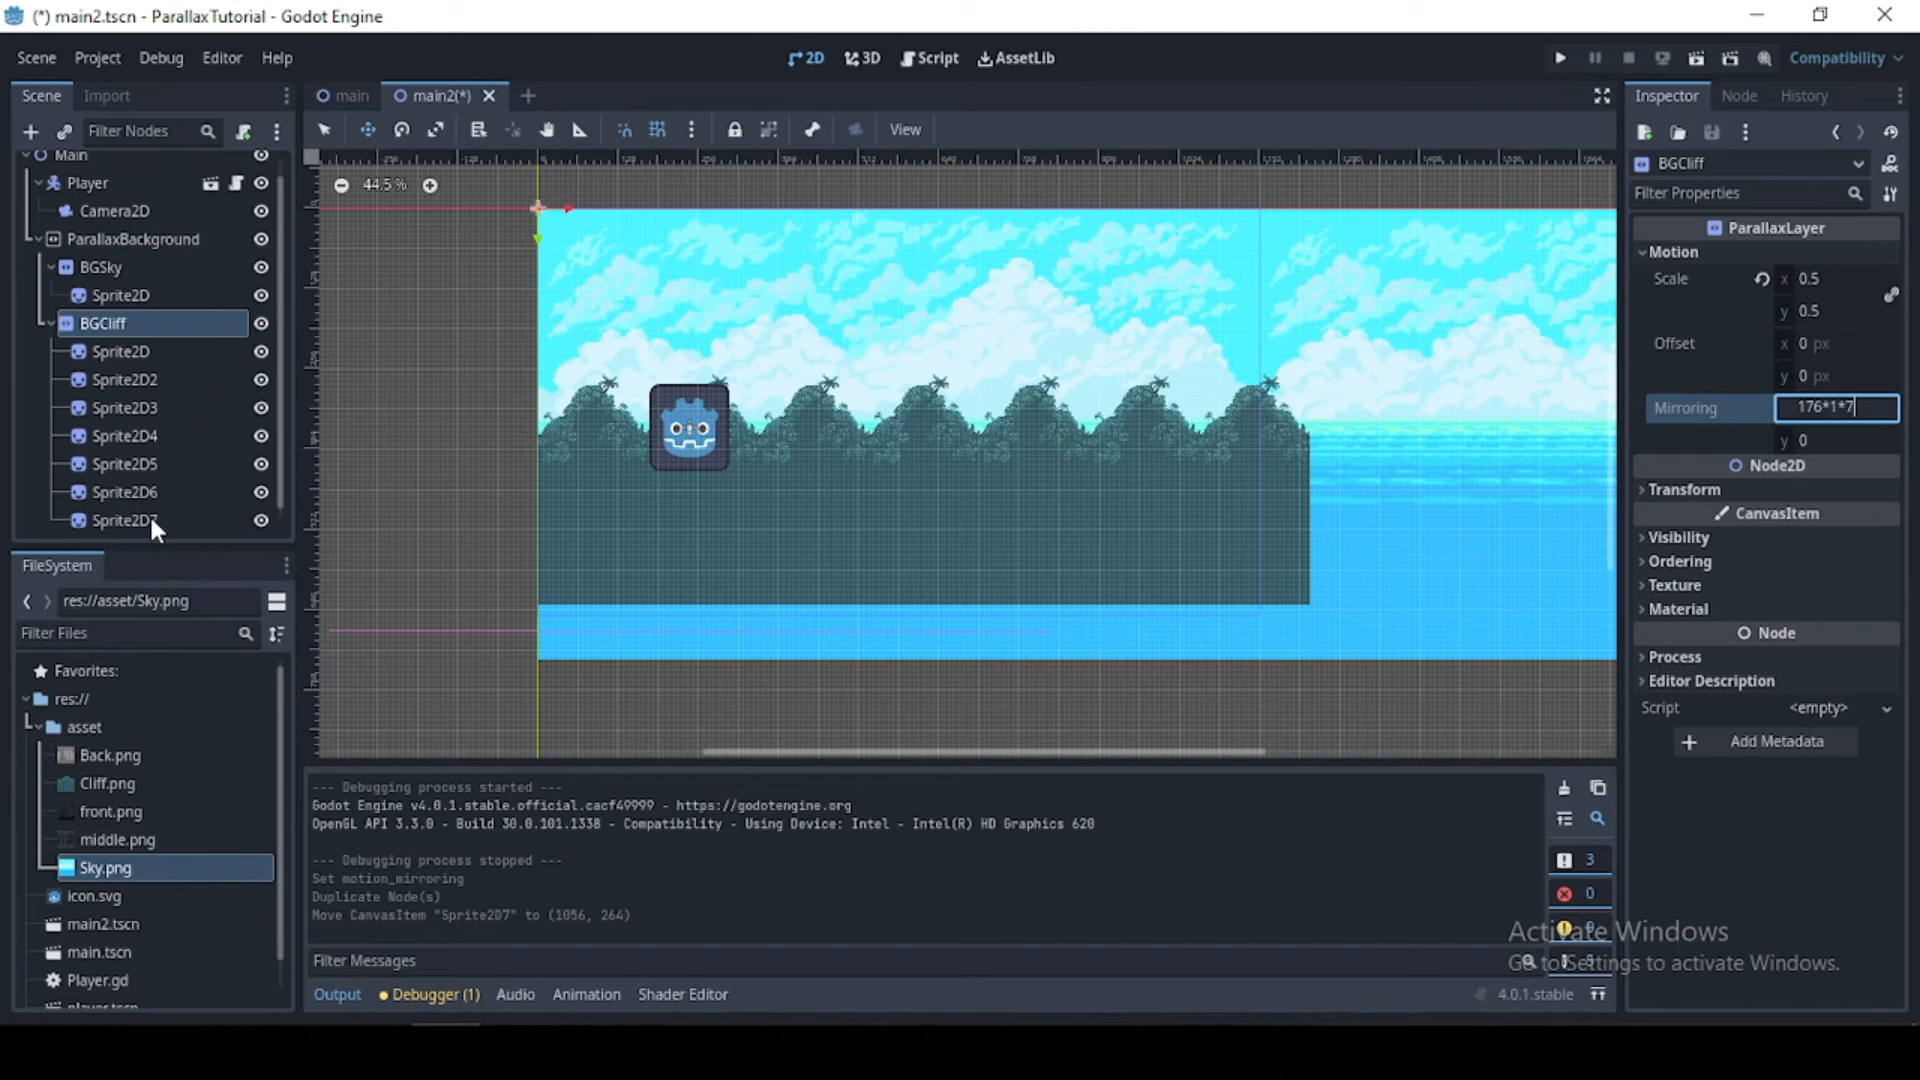 (*) main2.tscn - ParallaxTutorial - Godot Engine
Scene Project Debug Editor Help
2D 3D Script AssetLib
Compatibility
Scene Import
main main2(*)
Inspector Node History
Filter Nodes
View
Main
Player
Camera2D
ParallaxBackground
BGSky
Sprite2D
BGCliff
Sprite2D
Sprite2D2
Sprite2D3
Sprite2D4
Sprite2D5
Sprite2D6
Sprite2D7
44.5 %
BGCliff
Filter Properties
ParallaxLayer
Motion
Scale x 0.5
y 0.5
Offset x 0 px
y 0 px
Mirroring 176*1*7
y 0
Node2D
Transform
CanvasItem
Visibility
Ordering
Texture
Material
Node
Process
Editor Description
Script <empty>
Add Metadata
FileSystem
res://asset/Sky.png
Filter Files
Favorites:
res://
asset
Back.png
Cliff.png
front.png
middle.png
Sky.png
icon.svg
main2.tscn
main.tscn
Player.gd
player.tscn
--- Debugging process started ---
Godot Engine v4.0.1.stable.official.cacf49999 - https://godotengine.org
OpenGL API 3.3.0 - Build 30.0.101.1338 - Compatibility - Using Device: Intel - Intel(R) HD Graphics 620
--- Debugging process stopped ---
Set motion_mirroring
Duplicate Node(s)
Move CanvasItem "Sprite2D7" to (1056, 264)
3
0
Filter Messages
Output Debugger (1) Audio Animation Shader Editor
4.0.1.stable
Activate Windows
Go to Settings to activate Windows.